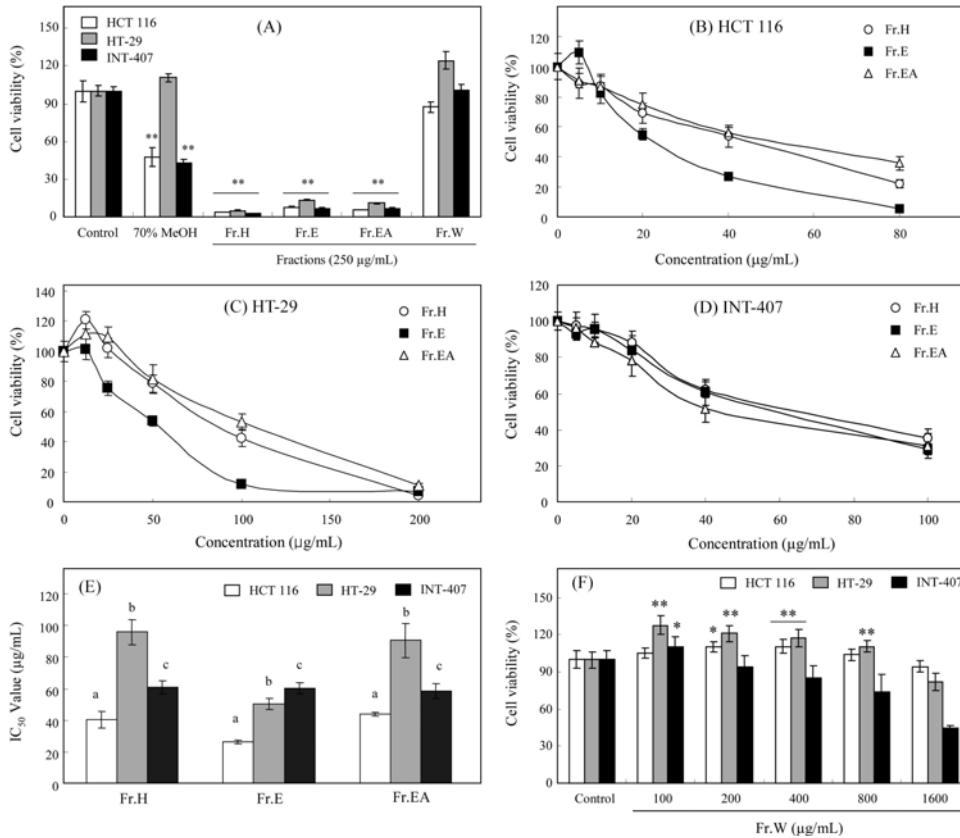 (A)
HCT 116
HT-29
INT-407
Cell viability (%)
150
120
90
60
30
0
** ** ** ** **
Control 70% MeOH Fr.H Fr.E Fr.EA Fr.W
Fractions (250 µg/mL)
(B) HCT 116
Fr.H
Fr.E
Fr.EA
Cell viability (%)
140
120
100
80
60
40
20
0
0 20 40 60 80
Concentration (µg/mL)
(C) HT-29
Fr.H
Fr.E
Fr.EA
Cell viability (%)
140
120
100
80
60
40
20
0
0 50 100 150 200
Concentration (µg/mL)
(D) INT-407
Fr.H
Fr.E
Fr.EA
Cell viability (%)
120
100
80
60
40
20
0
0 20 40 60 80 100
Concentration (µg/mL)
(E)
HCT 116 HT-29 INT-407
IC50 Value (µg/mL)
120
100
80
60
40
20
0
a b c a b c a b c
Fr.H Fr.E Fr.EA
(F)
HCT 116 HT-29 INT-407
Cell viability (%)
150
120
90
60
30
0
** * * ** ** **
Control 100 200 400 800 1600
Fr.W (µg/mL)